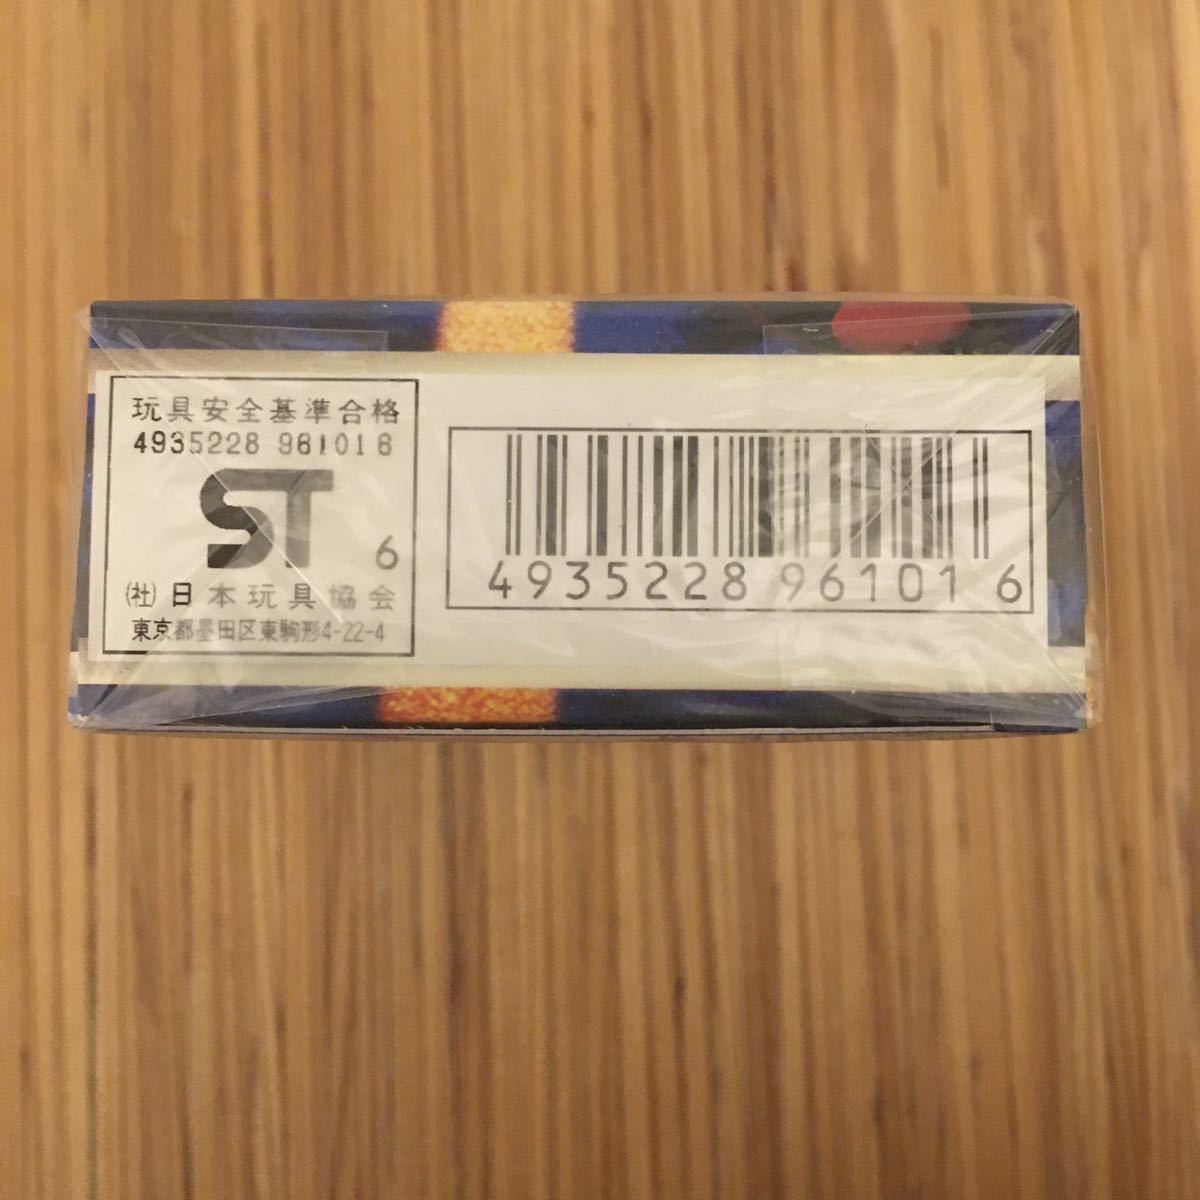 玩具安全基準合格
4935228 961016
ST 6
(社)日本玩具協会
東京都墨田区東駒形4-22-4
4935228 961016